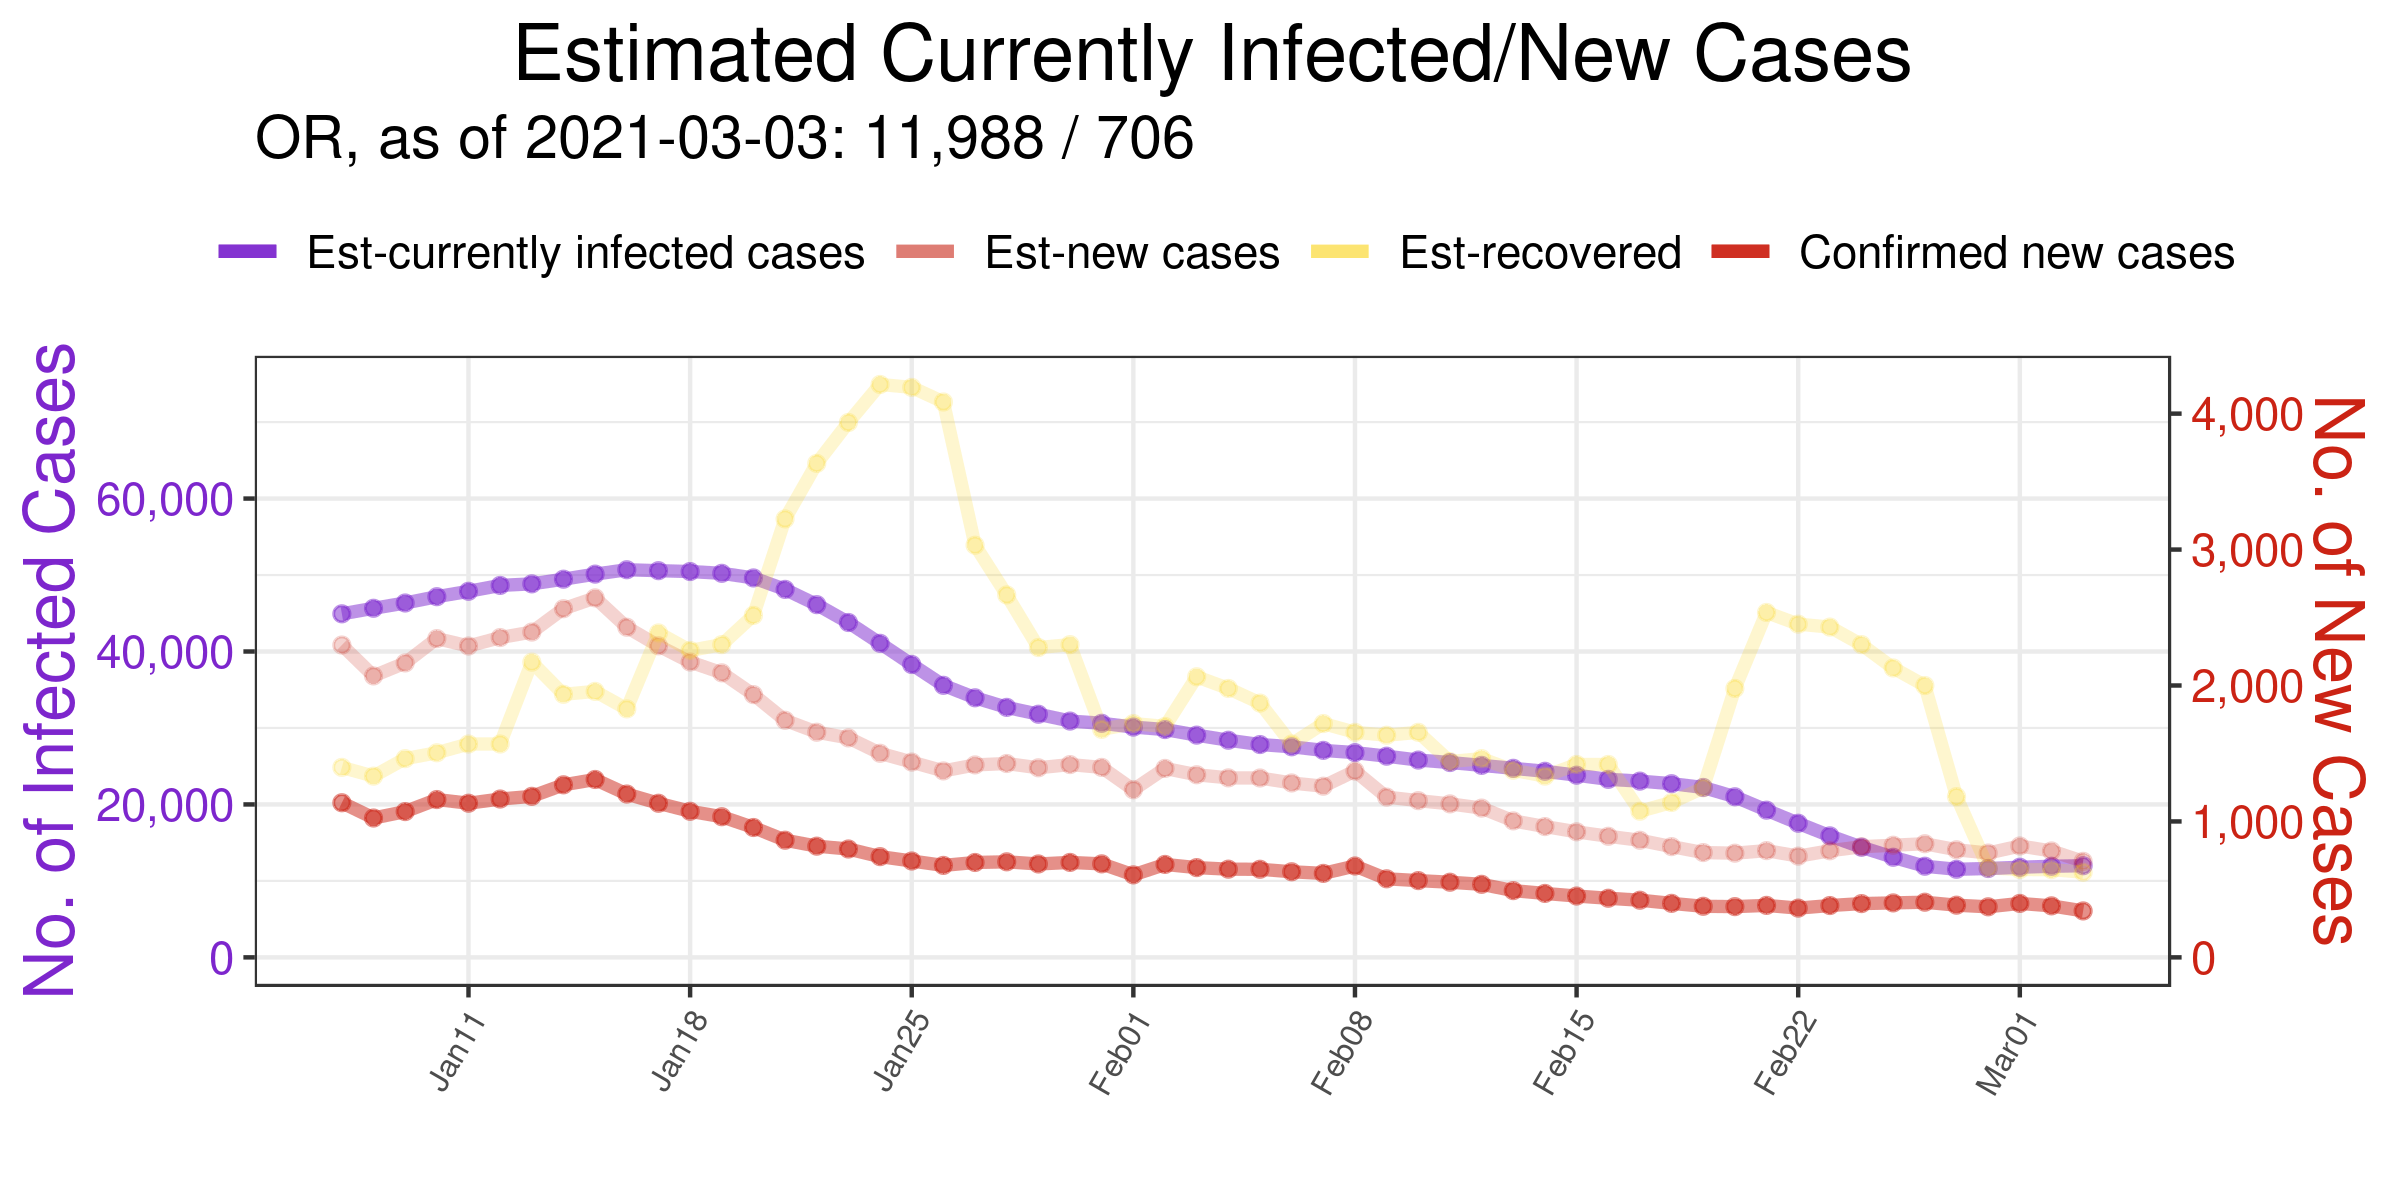 Estimated Currently Infected/New Cases
OR, as of 2021-03-03: 11,988 / 706
Est-currently infected cases Est-new cases Est-recovered Confirmed new cases
No. of Infected Cases
60,000
40,000
20,000
0
4,000
3,000
2,000
1,000
0
No. of New Cases
Jan11 Jan18 Jan25 Feb01 Feb08 Feb15 Feb22 Mar01